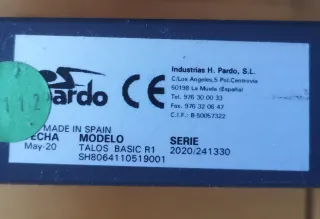 Industrias H. Pardo, S.L.
C/Los Angeles,5 Pol.Centrovia
50198 La Muela (España)
Tel. 976 30 00 33
Fax. 976 32 06 47
C.I.F.: B-50057322
Pardo
CE
112
MADE IN SPAIN
FECHA MODELO SERIE
May-20 TALOS BASIC R1 2020/241330
SH8064110519001